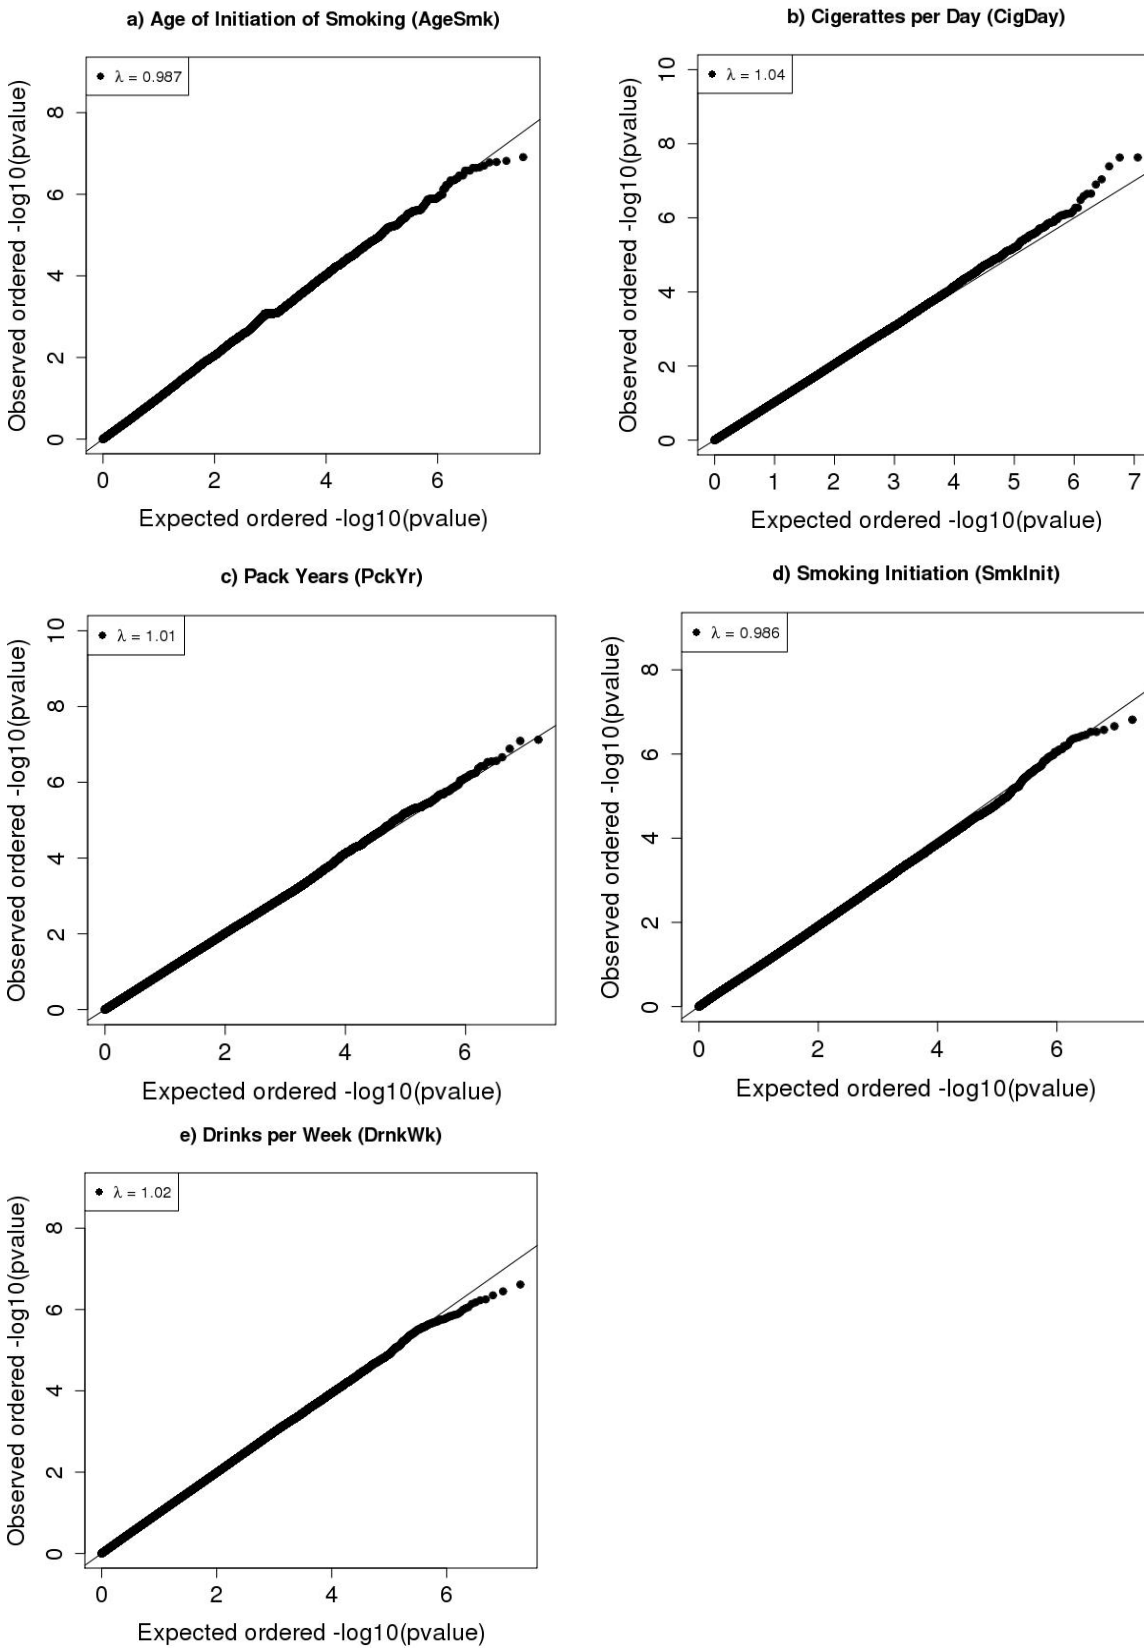 a) Age of Initiation of Smoking (AgeSmk)
λ = 0.987
Observed ordered -log10(pvalue)
8
6
4
2
0
0 2 4 6
Expected ordered -log10(pvalue)
b) Cigerattes per Day (CigDay)
λ = 1.04
Observed ordered -log10(pvalue)
10
8
6
4
2
0
0 1 2 3 4 5 6 7
Expected ordered -log10(pvalue)
c) Pack Years (PckYr)
λ = 1.01
Observed ordered -log10(pvalue)
10
8
6
4
2
0
0 2 4 6
Expected ordered -log10(pvalue)
d) Smoking Initiation (SmkInit)
λ = 0.986
Observed ordered -log10(pvalue)
8
6
4
2
0
0 2 4 6
Expected ordered -log10(pvalue)
e) Drinks per Week (DrnkWk)
λ = 1.02
Observed ordered -log10(pvalue)
8
6
4
2
0
0 2 4 6
Expected ordered -log10(pvalue)